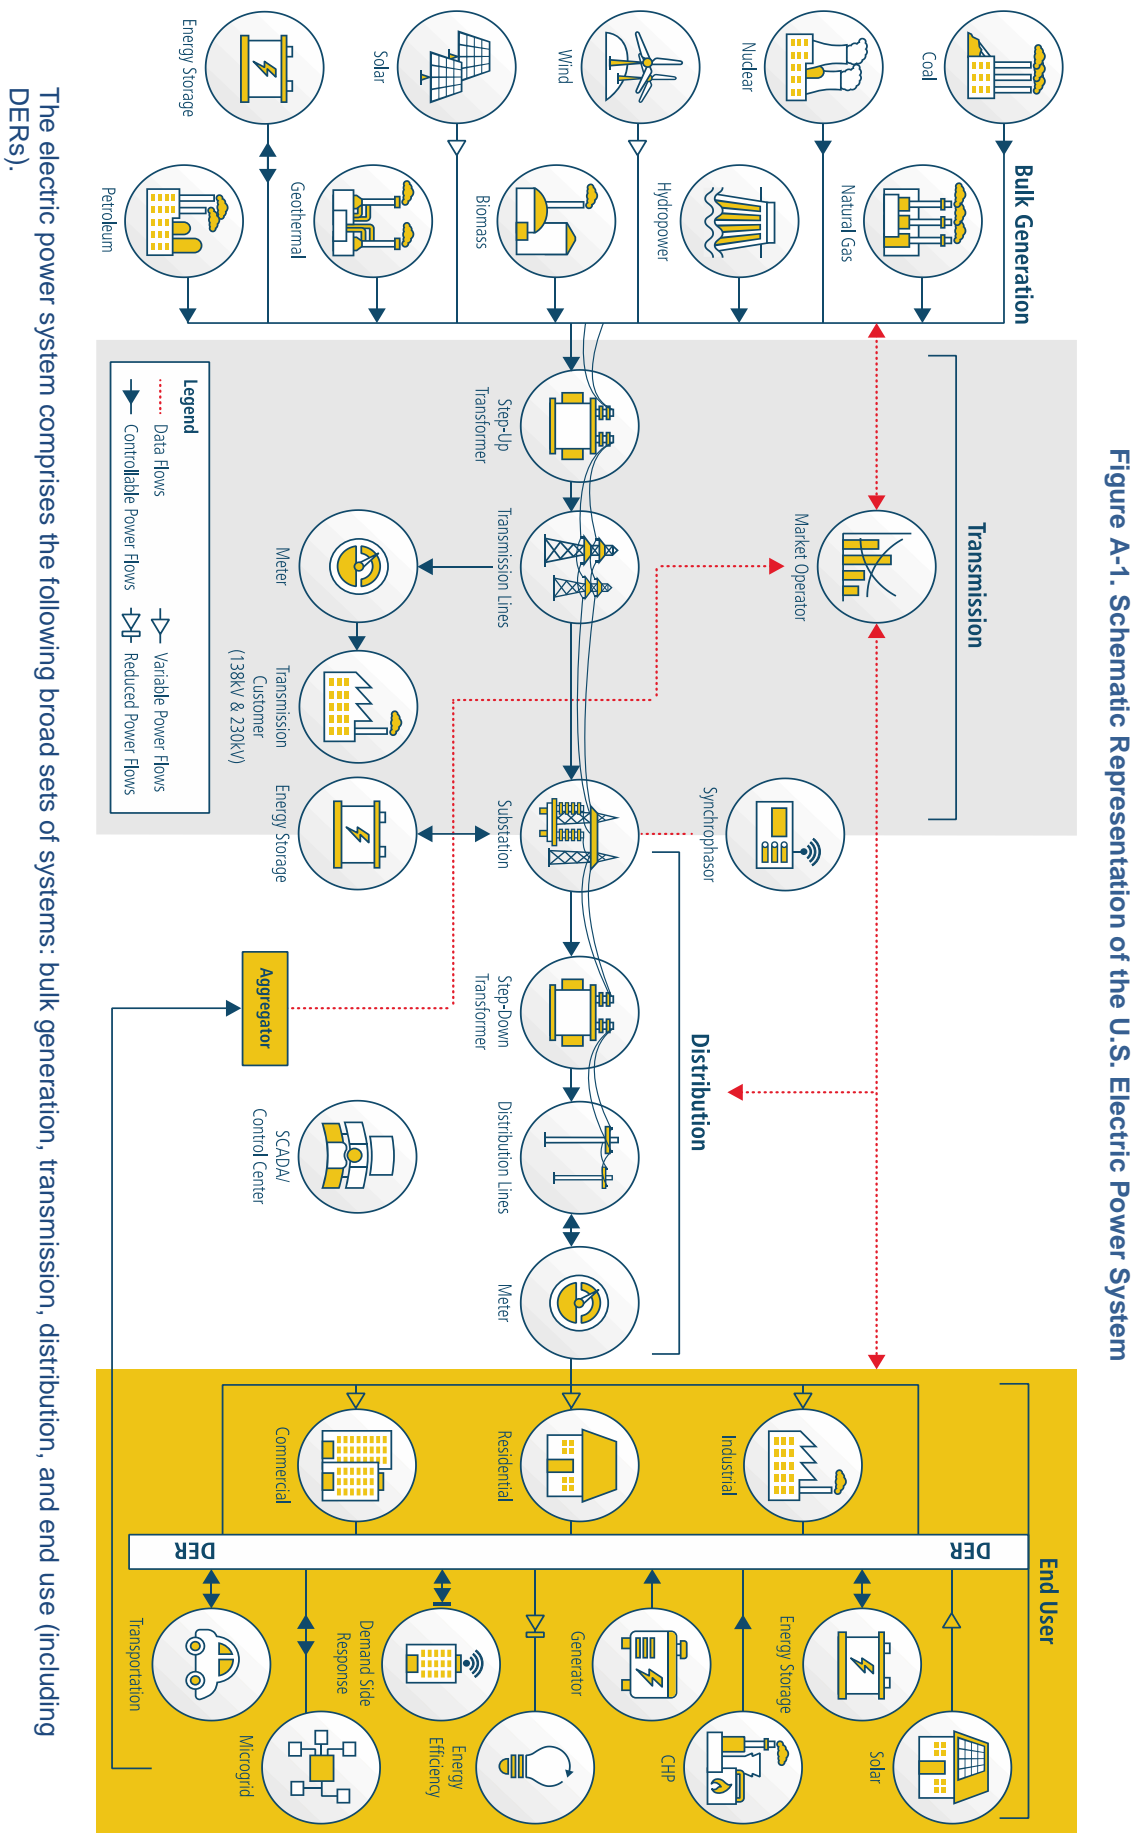 Figure A-1. Schematic Representation of the U.S. Electric Power System
Bulk Generation
Transmission
Distribution
End User
Coal
Natural Gas
Nuclear
Hydropower
Wind
Biomass
Solar
Geothermal
Energy Storage
Petroleum
Market Operator
Step-Up
Transformer
Transmission Lines
Meter
Transmission
Customer
(138kV & 230kV)
Synchrophasor
Substation
Energy Storage
Step-Down
Transformer
Distribution Lines
Meter
Aggregator
SCADA/
Control Center
Industrial
Residential
Commercial
DER
DER
Solar
Energy Storage
CHP
Generator
Energy
Efficiency
Demand Side
Response
Microgrid
Transportation
Legend
Data Flows
Variable Power Flows
Controllable Power Flows
Reduced Power Flows
The electric power system comprises the following broad sets of systems: bulk generation, transmission, distribution, and end use (including
DERs).